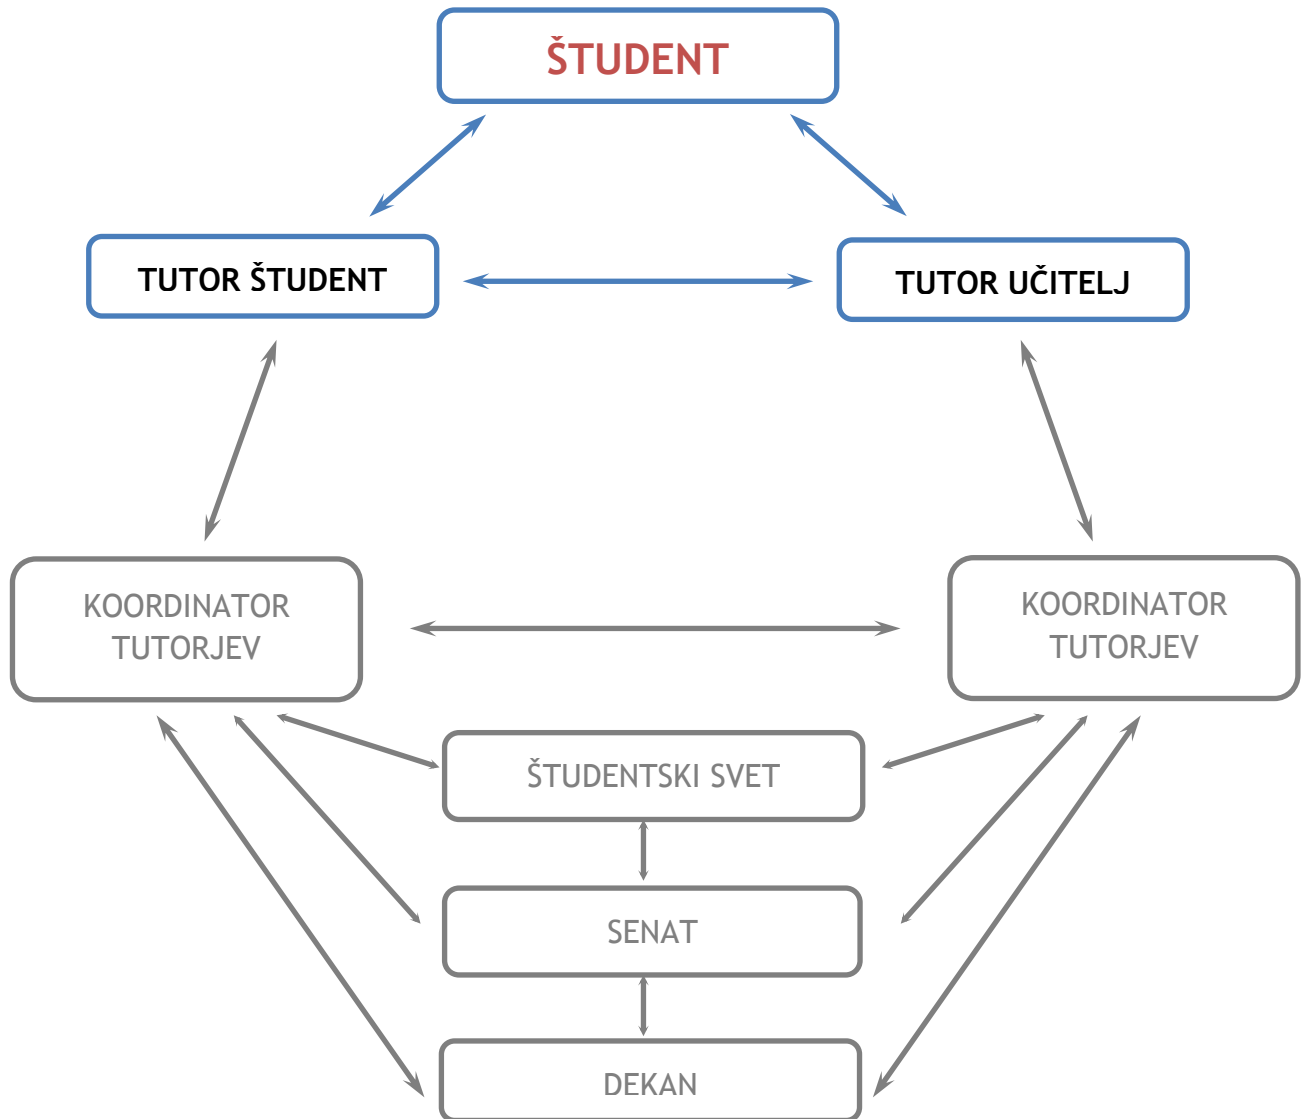 ŠTUDENT
TUTOR ŠTUDENT
TUTOR UČITELJ
KOORDINATOR
TUTORJEV
KOORDINATOR
TUTORJEV
ŠTUDENTSKI SVET
SENAT
DEKAN